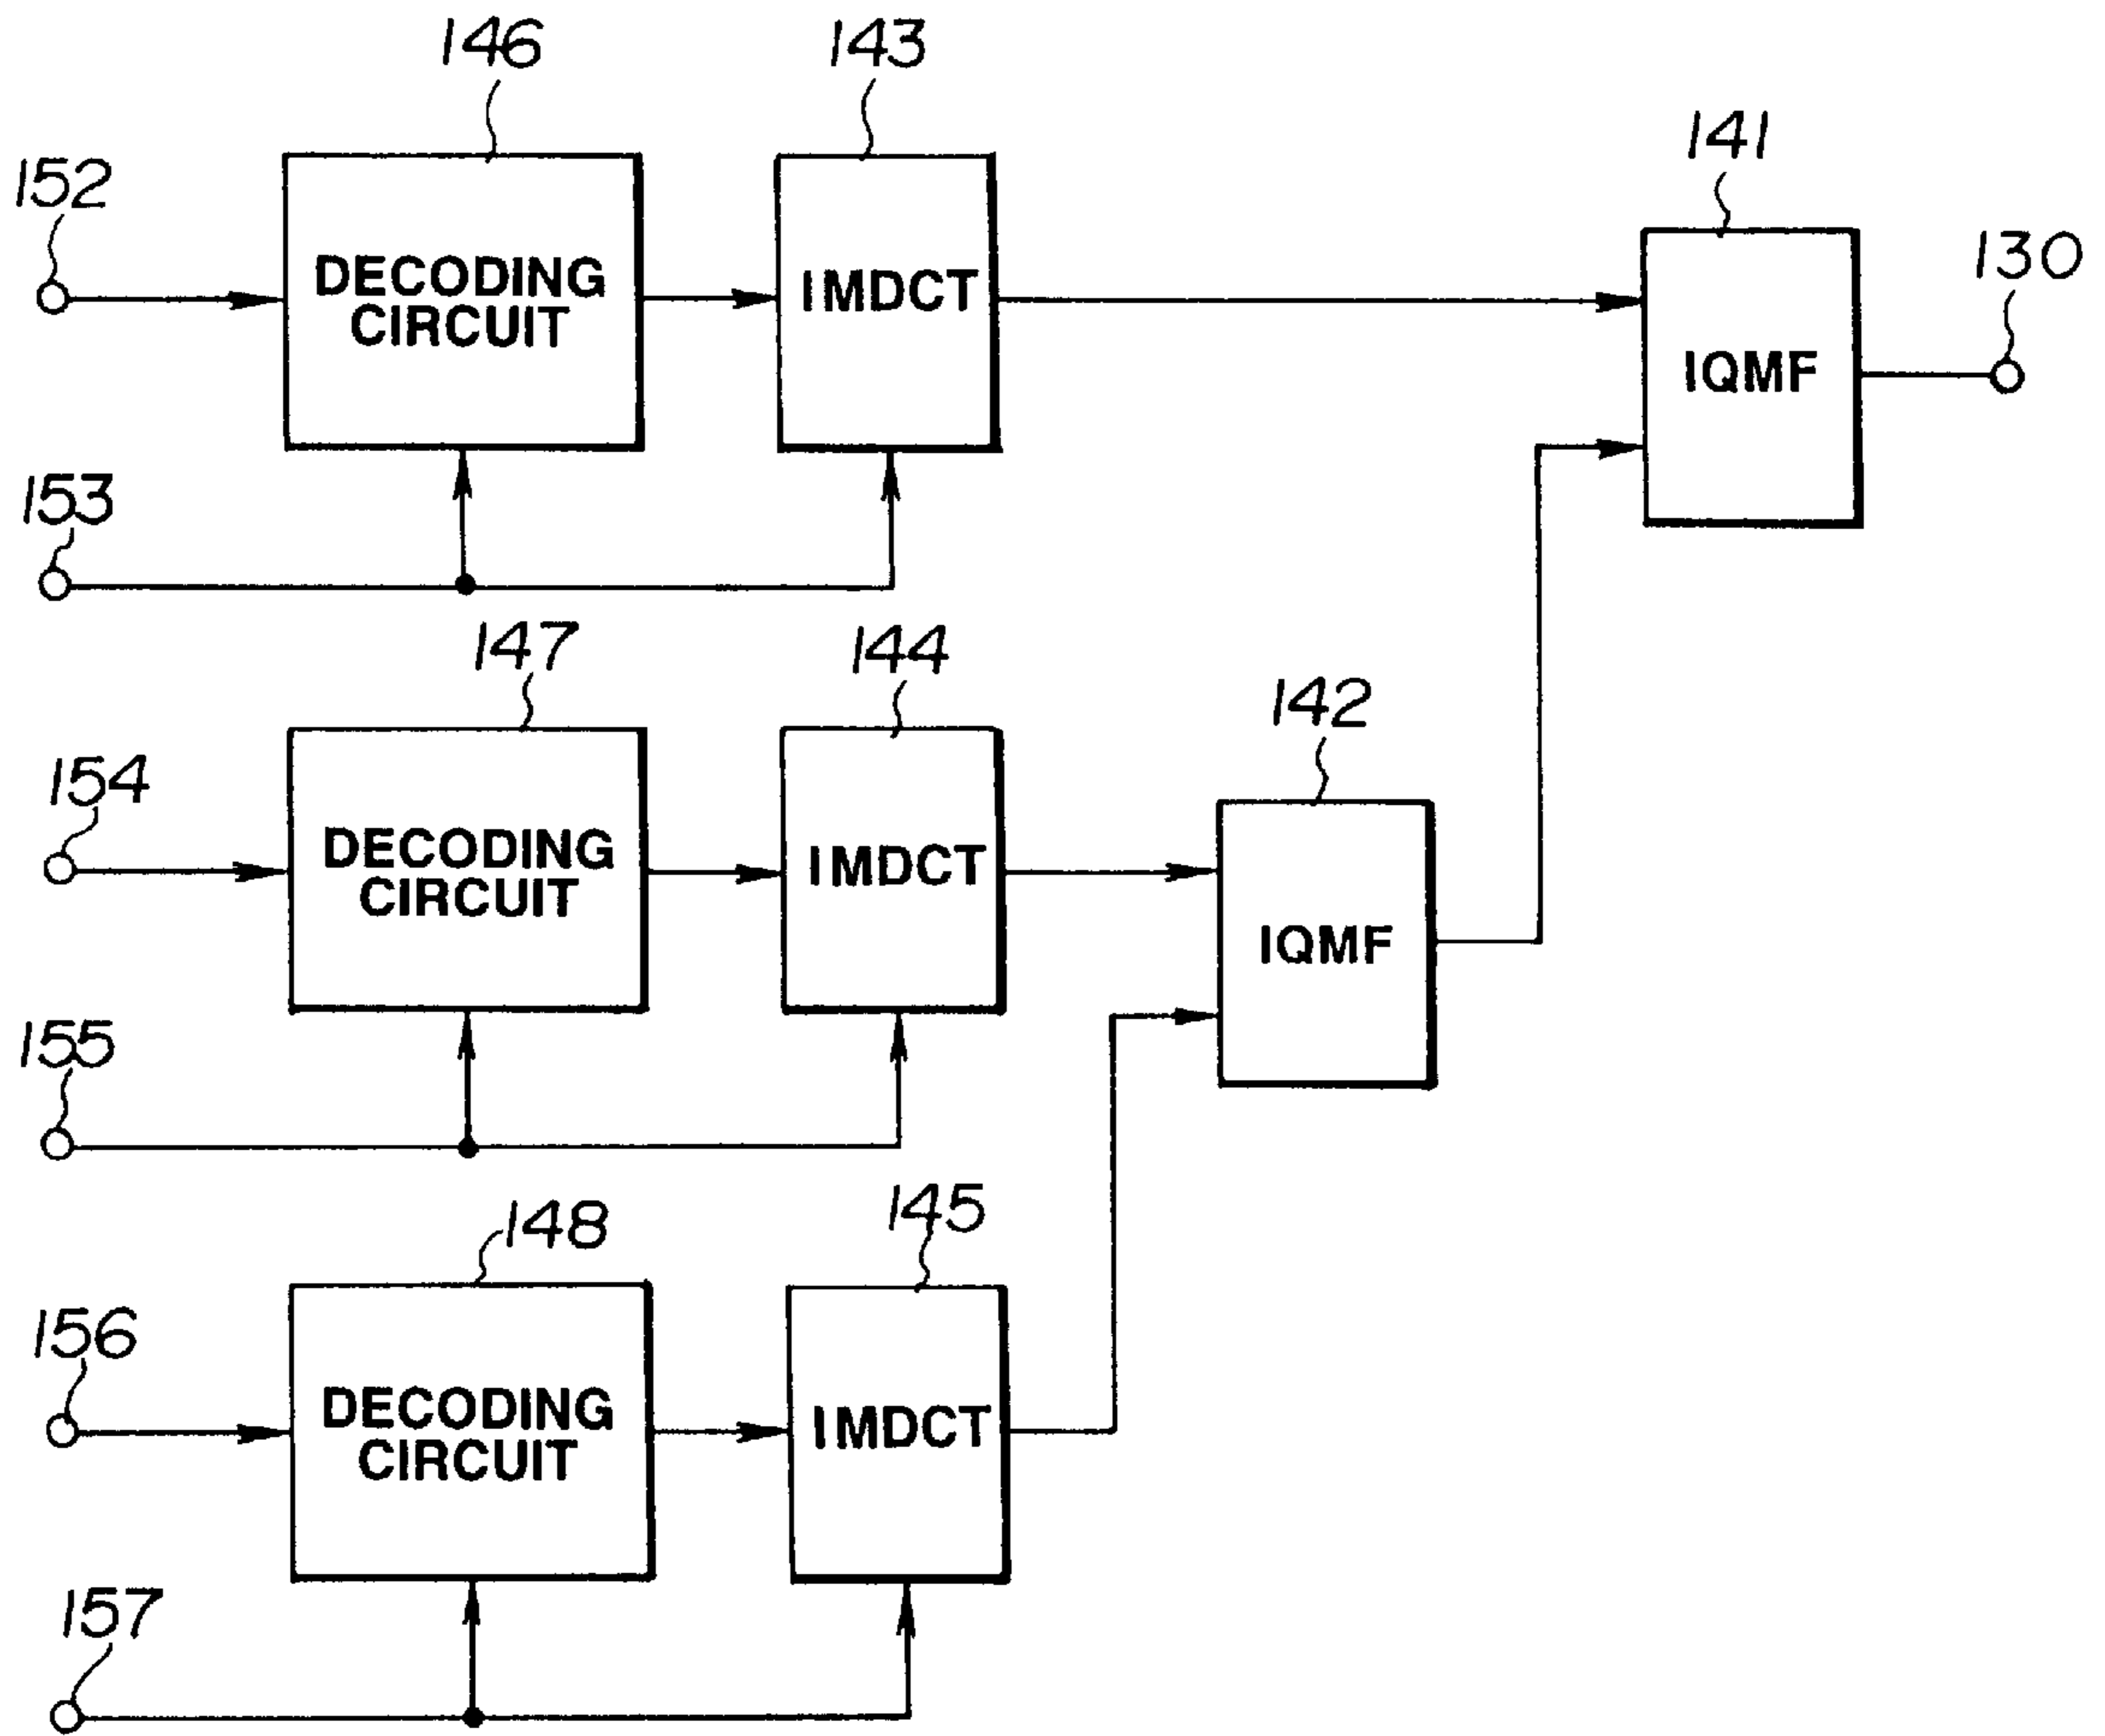 146
143
141
152
130
DECODING
CIRCUIT
IMDCT
IQMF
153
147
144
142
154
DECODING
CIRCUIT
IMDCT
IQMF
155
148
145
156
DECODING
CIRCUIT
IMDCT
157